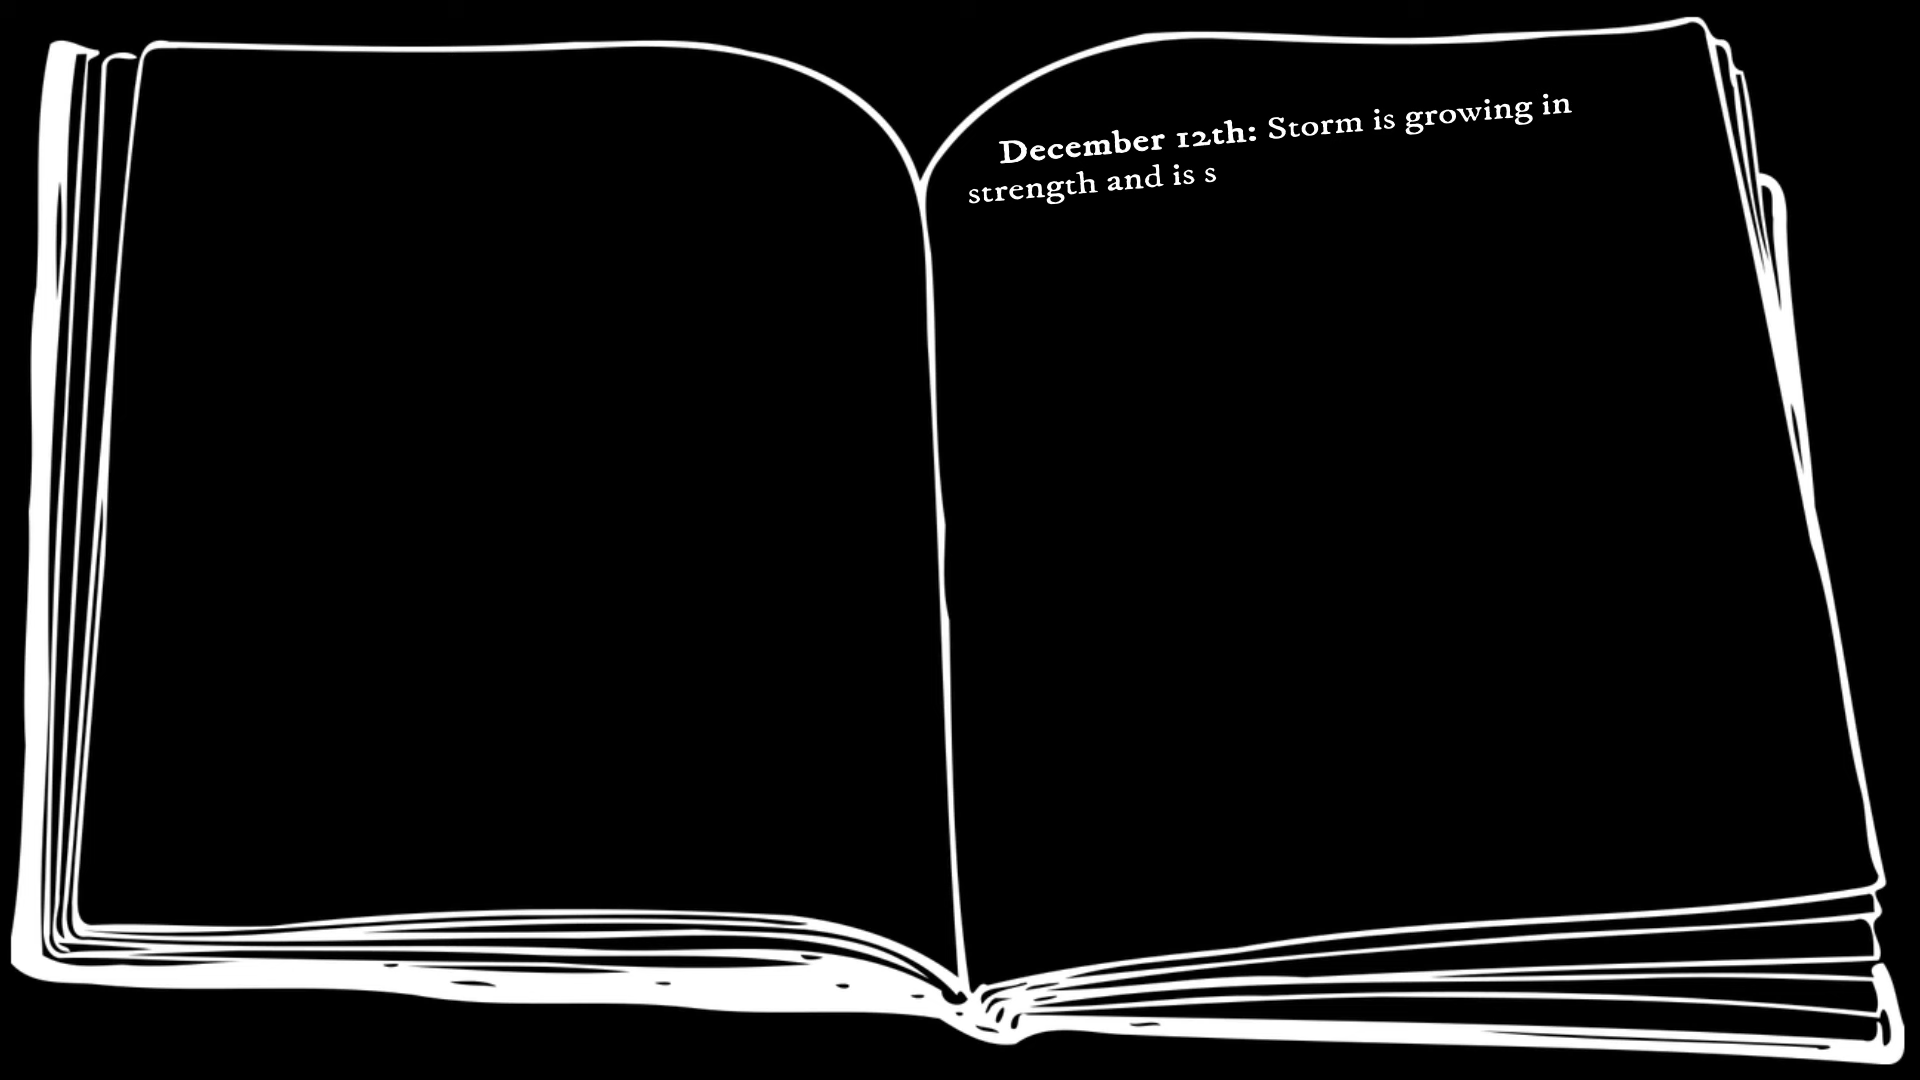 December 12th: Storm is growing in
strength and is s